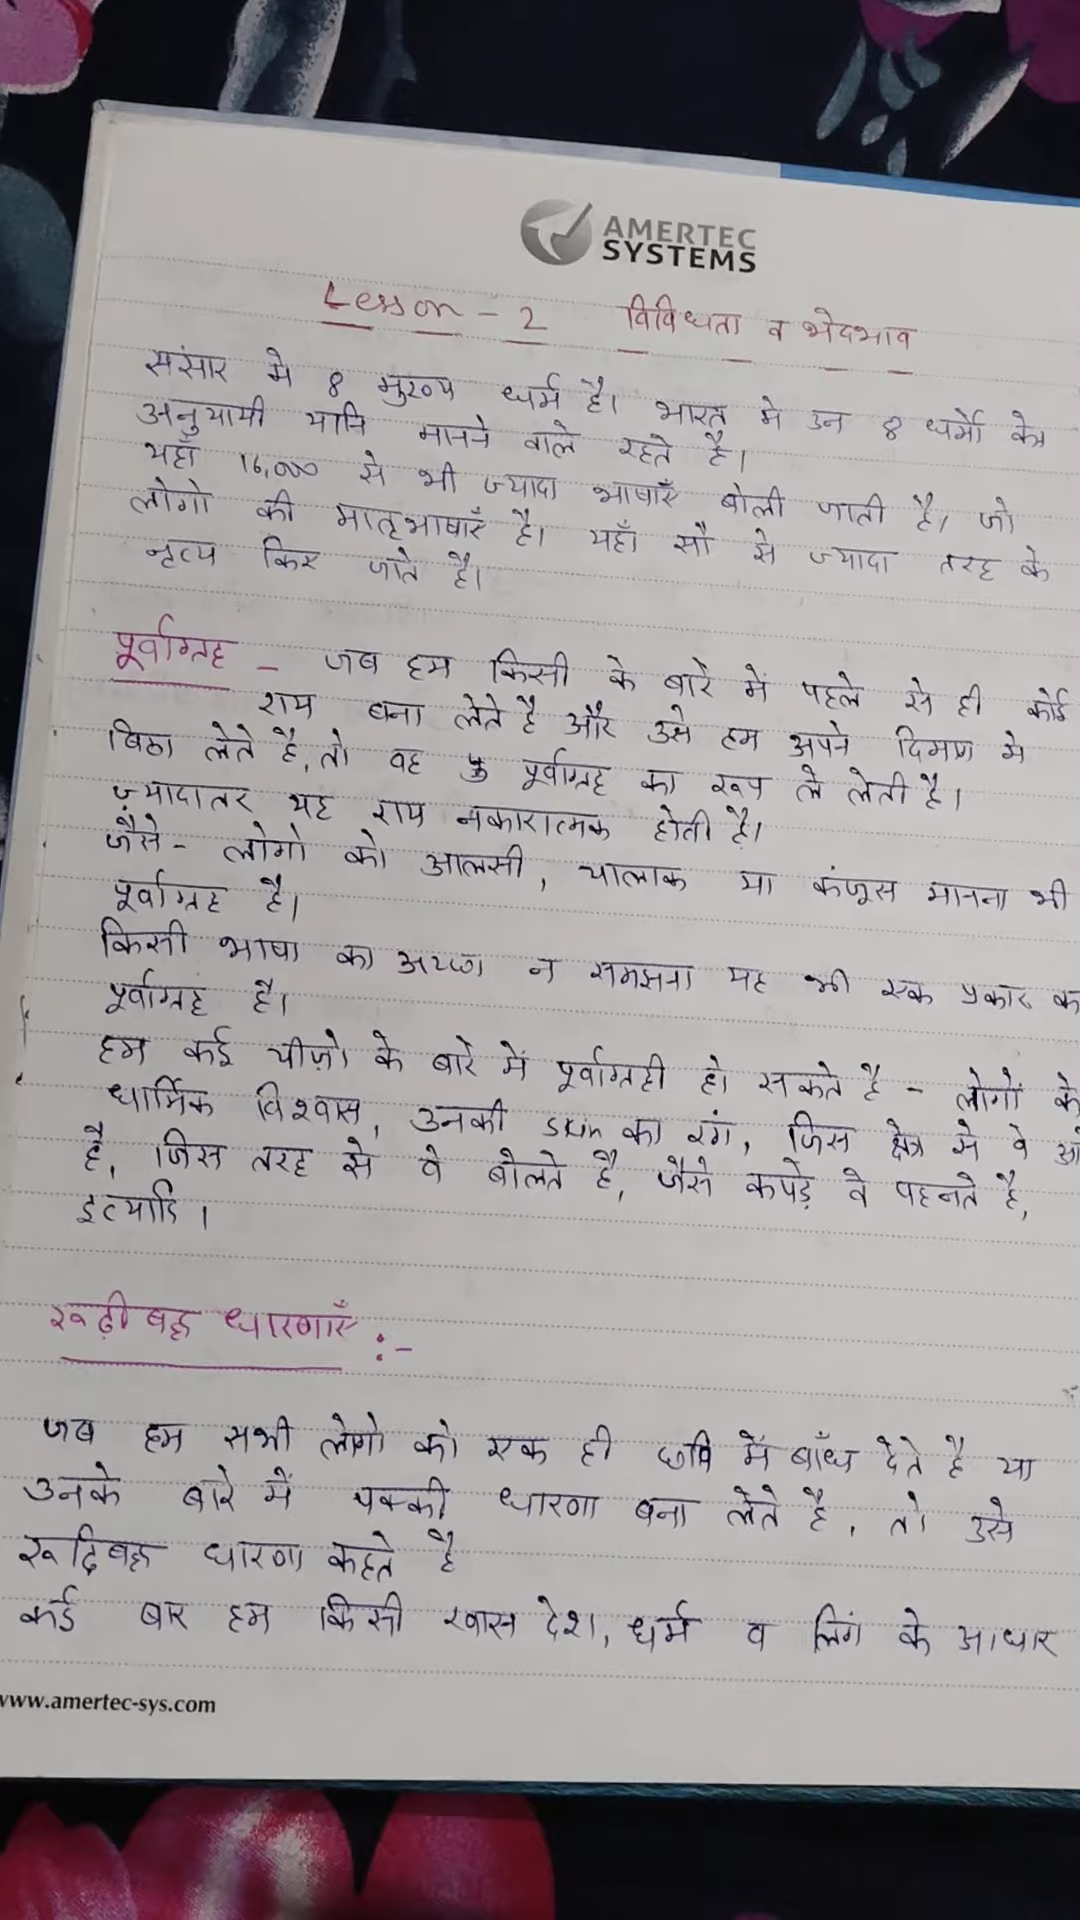 AMERTEC
SYSTEMS
Lesson - 2 विविधता व भेदभाव
संसार मे 8 मुख्य धर्म है। भारत मे उन 8 धर्मो के
अनुयायी यानि मानने वाले रहते है।
यहाँ 16,000 से भी ज्यादा भाषाएँ बोली जाती है, जो
लोगो की मातृभाषाएँ है। यहाँ सौ से ज्यादा तरह के
नृत्य किए जाते है।
पूर्वाग्रह - जब हम किसी के बारे में पहले से ही कोई
राय बना लेते है और उसे हम अपने दिमाग मे
बिठा लेते है, तो वह पूर्वाग्रह का रूप ले लेती है।
ज़्यादातर यह राय नकारात्मक होती है।
जैसे - लोगो को आलसी, चालाक या कंजूस मानना भी
पूर्वाग्रह है।
किसी भाषा का अच्छा न समझना यह भी एक प्रकार का
पूर्वाग्रह है।
हम कई चीज़ो के बारे में पूर्वाग्रही हो सकते है - लोगों के
धार्मिक विश्वास, उनकी skin का रंग, जिस क्षेत्र से वे आ
है, जिस तरह से वे बोलते है, जैसे कपड़े वे पहनते है,
इत्यादि।
रूढ़ीबद्ध धारणाएँ :-
जब हम सभी लोगो को एक ही छवि में बाँध देते है या
उनके बारे में पक्की धारणा बना लेते है, तो उसे
रूढ़िबद्ध धारणा कहते है
कई बार हम किसी खास देश, धर्म व लिंग के आधार
www.amertec-sys.com